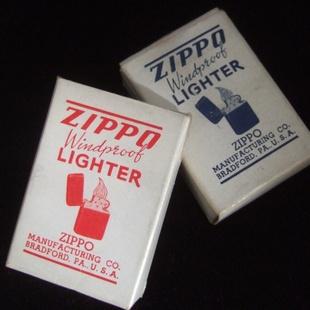 ZIPPO
Windproof
LIGHTER
ZIPPO
MANUFACTURING CO.
BRADFORD, PA., U.S.A.
ZIPPO
Windproof
LIGHTER
ZIPPO
MANUFACTURING CO.
BRADFORD, PA., U.S.A.